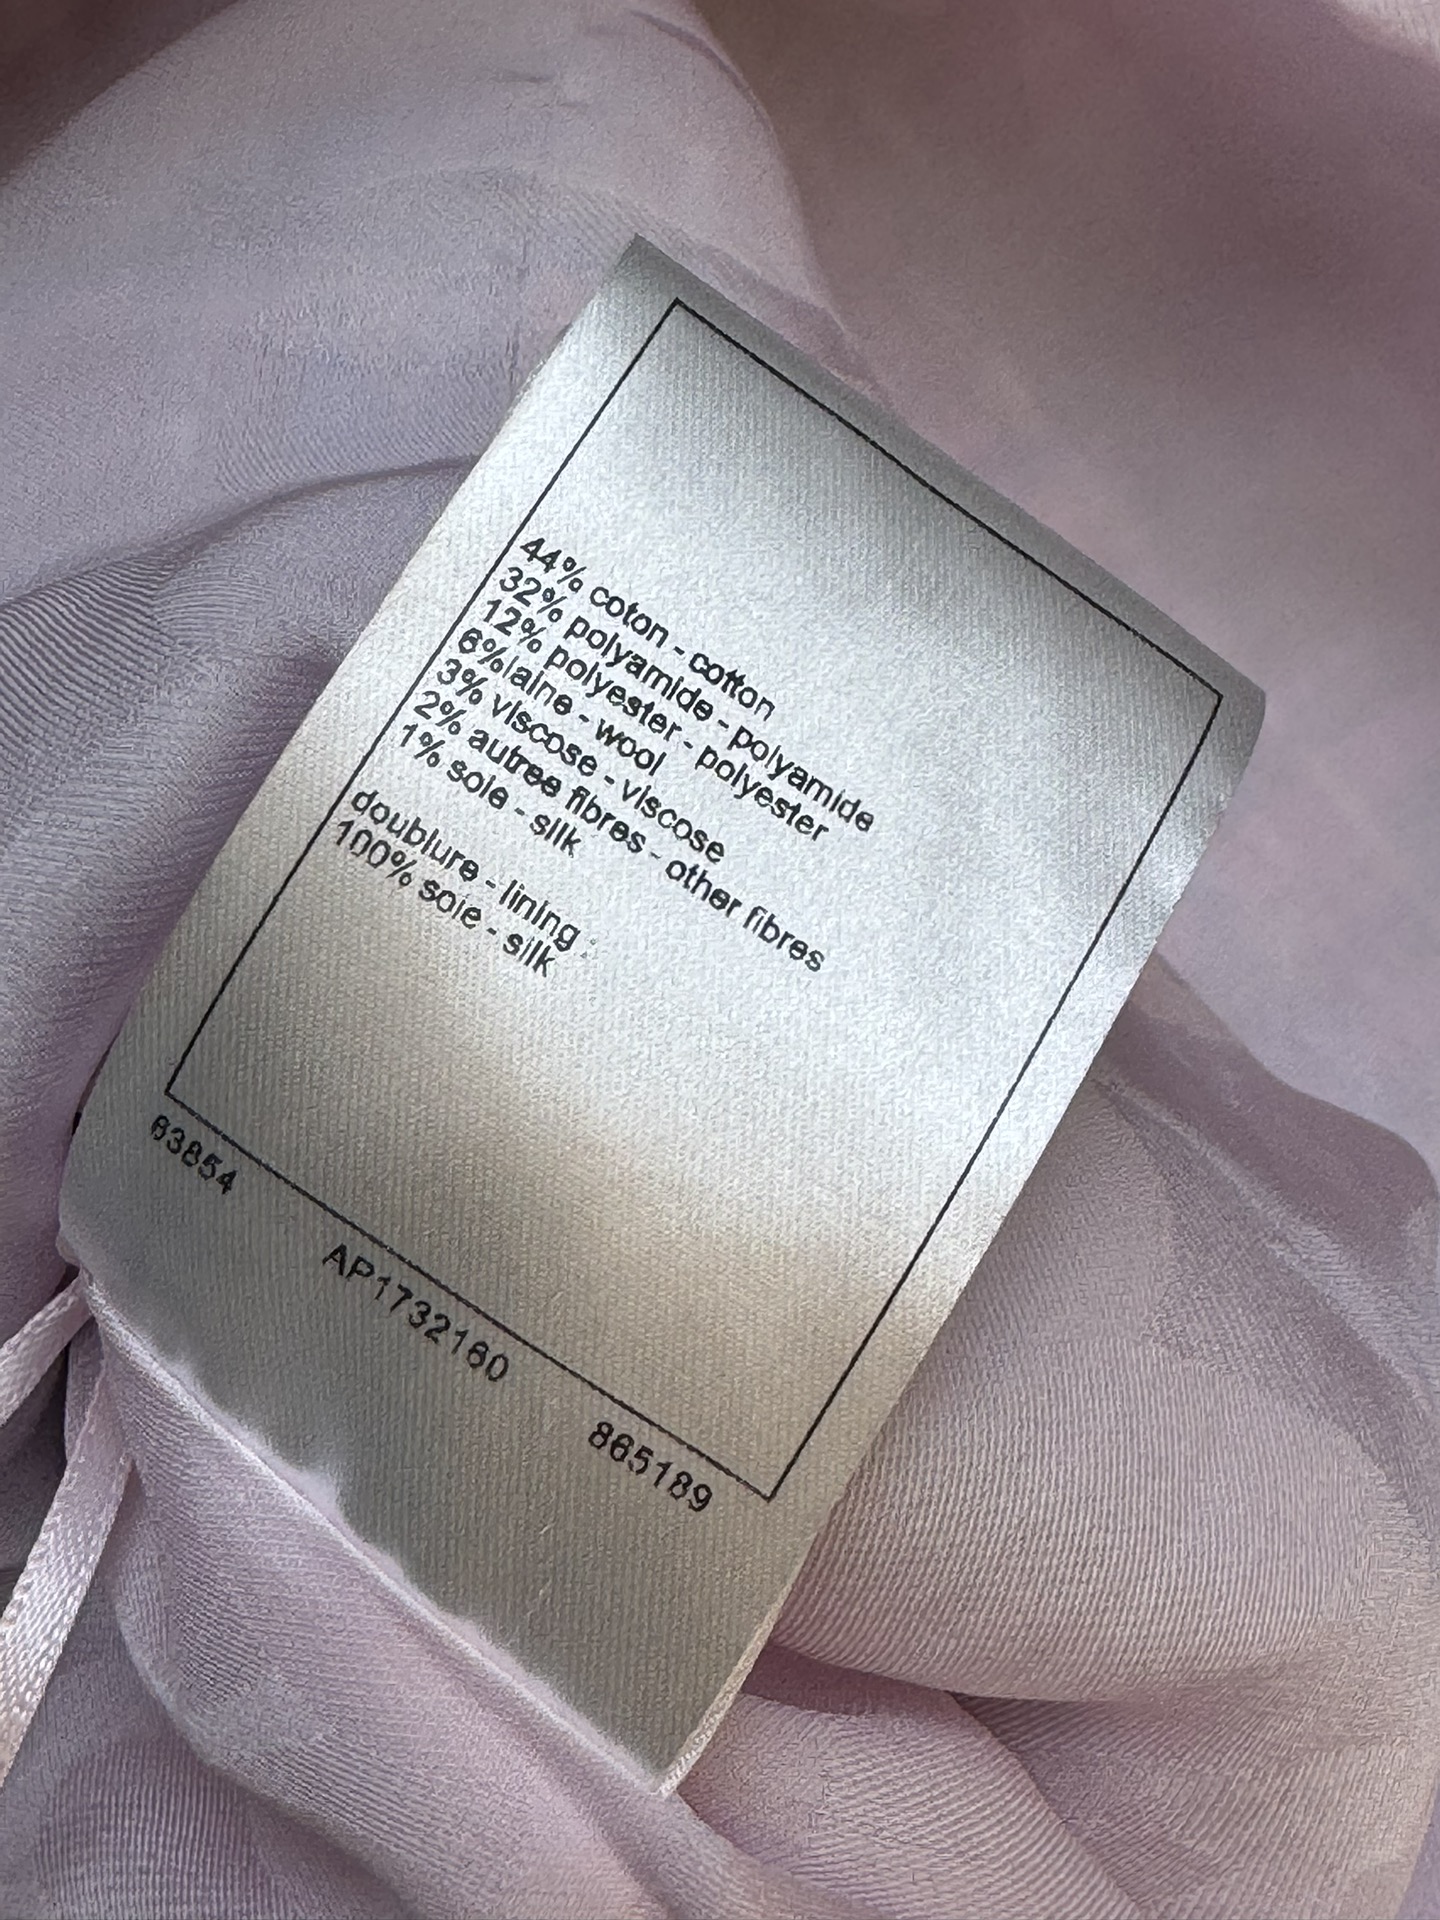 44% coton - cotton
32% polyamide - polyamide
12% polyester - polyester
6%laine - wool
3% viscose - viscose
2% autres fibres - other fibres
1% soie - silk
doublure - lining :
100% soie - silk
63854
AP1732160
865189